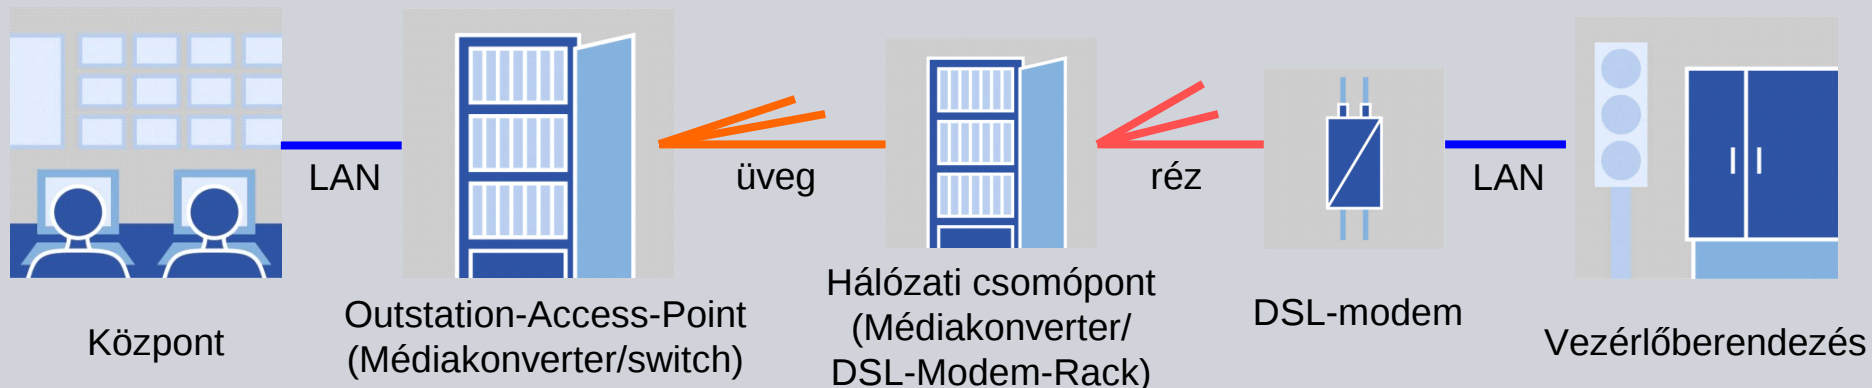 LAN
üveg
réz
LAN
Központ
Outstation-Access-Point
(Médiakonverter/switch)
Hálózati csomópont
(Médiakonverter/
DSL-Modem-Rack)
DSL-modem
Vezérlőberendezés